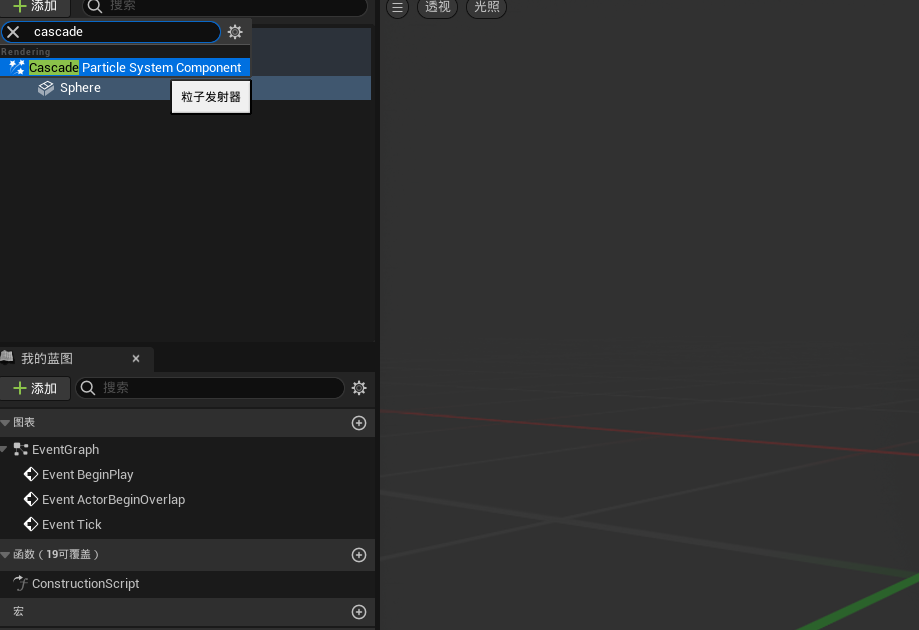 添加
搜索
透视
光照
cascade
Rendering
Cascade Particle System Component
Sphere
粒子发射器
我的蓝图
添加
搜索
图表
EventGraph
Event BeginPlay
Event ActorBeginOverlap
Event Tick
函数（19可覆盖）
ConstructionScript
宏